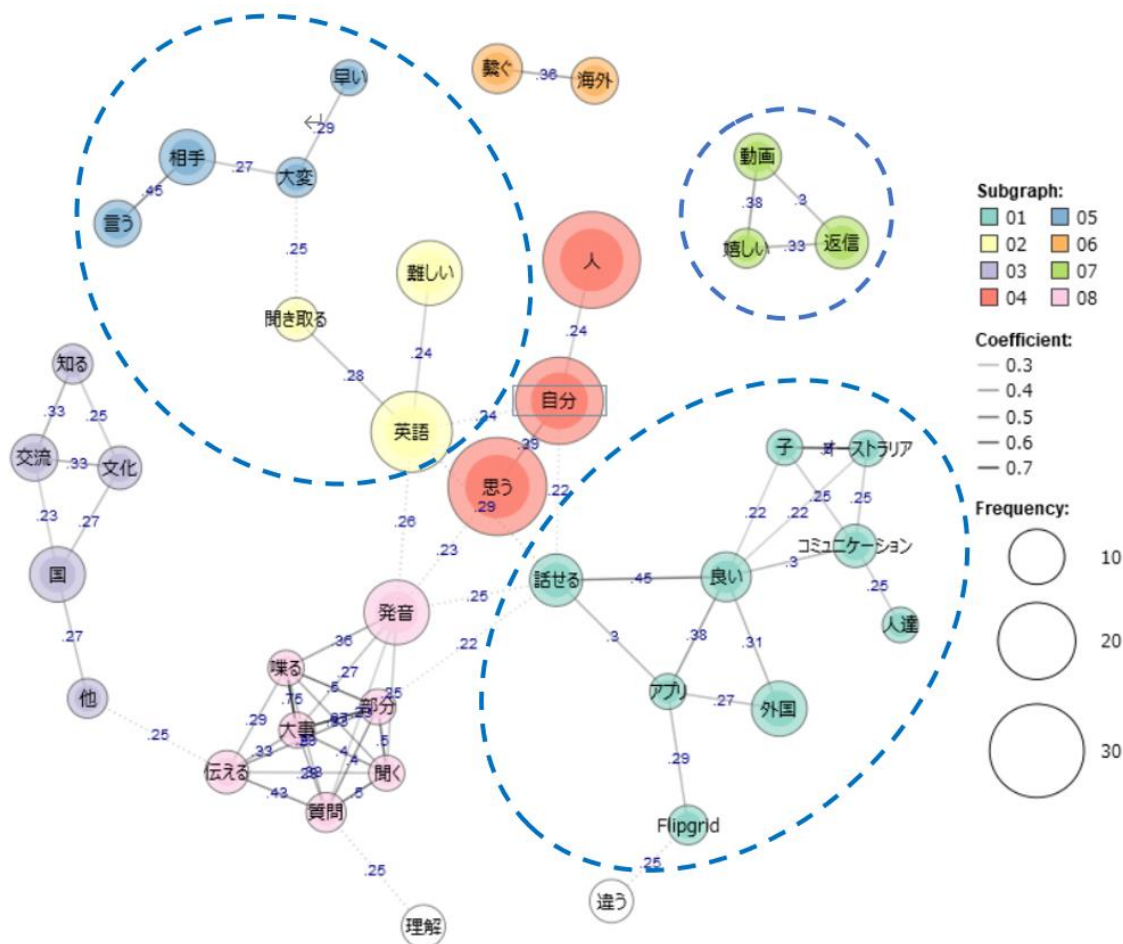 早い
.29
相手
.27
大変
.45
言う
.25
難しい
聞き取る
.24
.28
英語
繋ぐ
.36
海外
動画
.38
.3
嬉しい
.33
返信
人
.24
自分
.24
.39
思う
.29
.22
.26
.23
知る
.33
.25
交流
.33
文化
.23
.27
国
.27
他
.25
発音
.25
.22
.36
.27
喋る
.5
.25
.75
部分
大事
.29
.33
.4
.5
.4
伝える
聞く
.43
.5
質問
.25
理解
子
ストラリア
.25
.25
.22
.22
コミュニケーション
.3
.25
人達
話せる
.45
良い
.3
.38
.31
アプリ
.27
外国
.29
Flipgrid
.25
違う
Subgraph:
01 05
02 06
03 07
04 08
Coefficient:
0.3
0.4
0.5
0.6
0.7
Frequency:
10
20
30